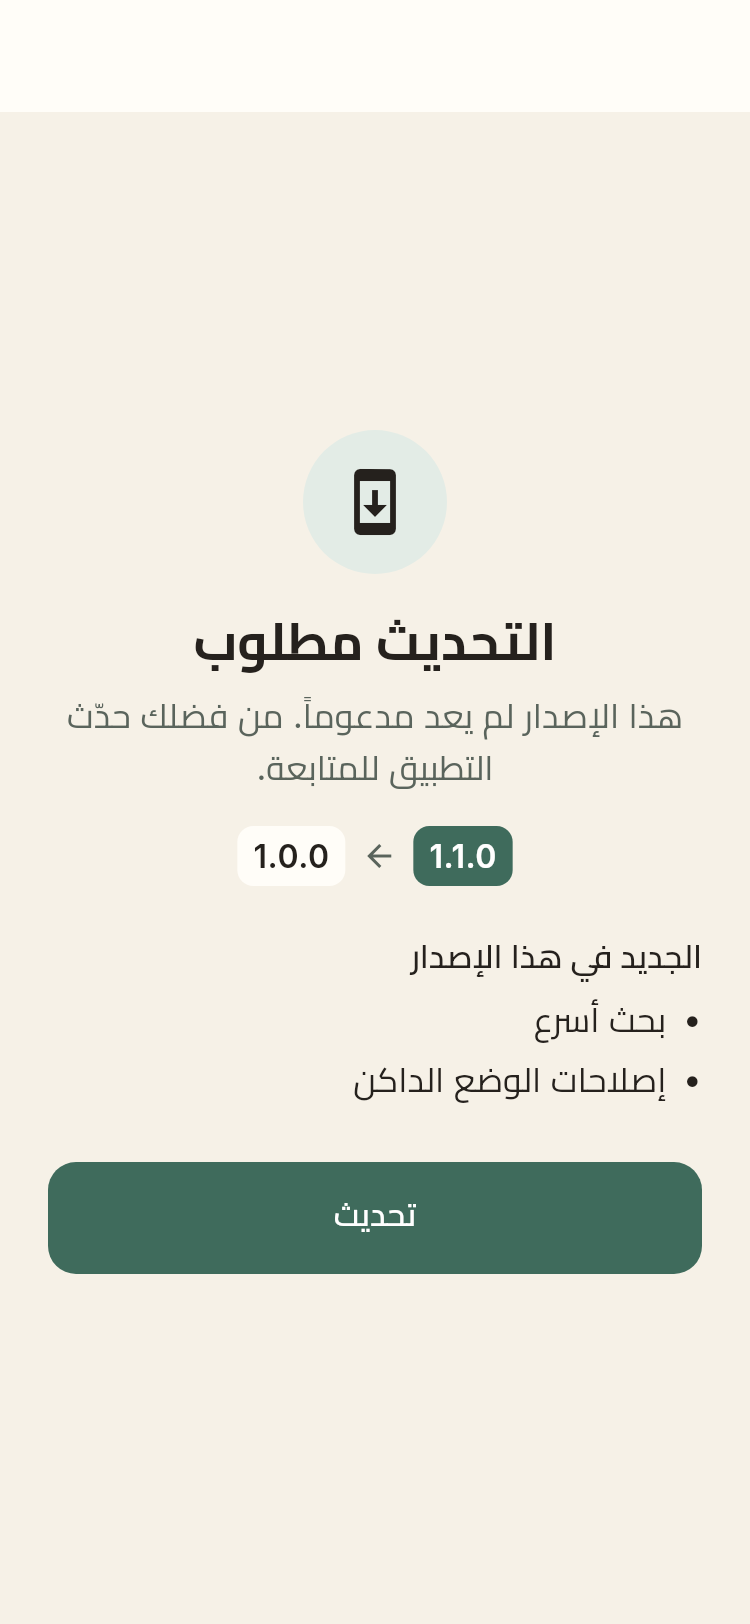 التحديث مطلوب
هذا الإصدار لم يعد مدعوماً. من فضلك حدّث
التطبيق للمتابعة.
1.1.0 ← 1.0.0
الجديد في هذا الإصدار
• بحث أسرع
• إصلاحات الوضع الداكن
تحديث